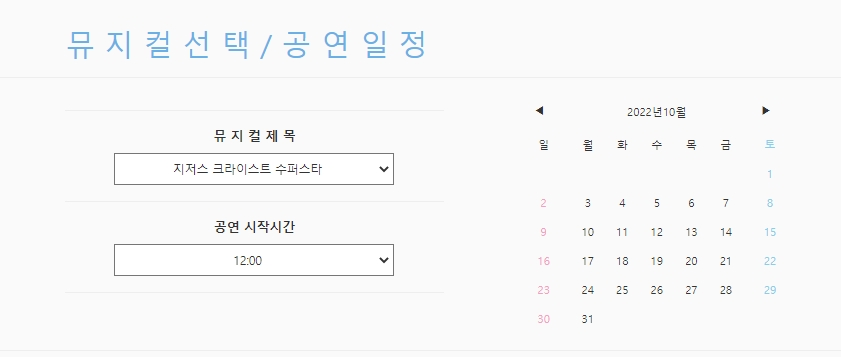 뮤지컬선택/공연일정
뮤지컬제목
지저스 크라이스트 수퍼스타
공연 시작시간
12:00
◀ 2022년10월 ▶
일 월 화 수 목 금 토
1
2 3 4 5 6 7 8
9 10 11 12 13 14 15
16 17 18 19 20 21 22
23 24 25 26 27 28 29
30 31